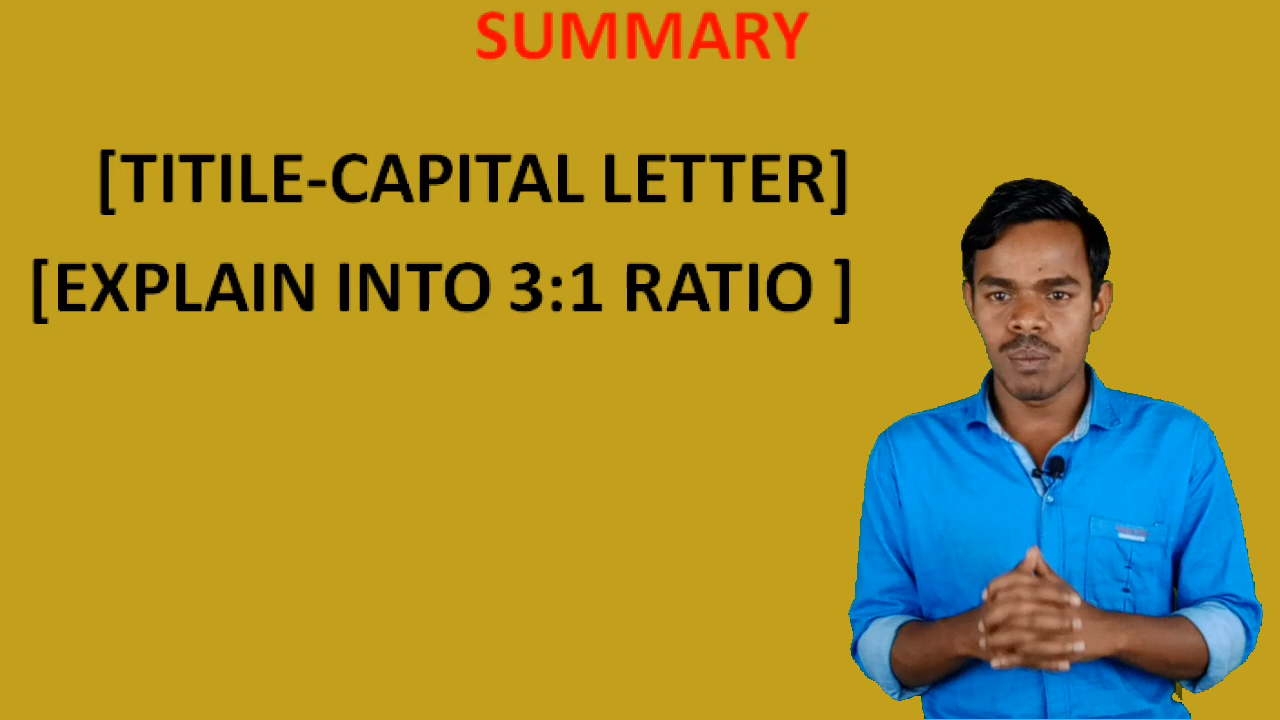 SUMMARY
[TITILE-CAPITAL LETTER]
[EXPLAIN INTO 3:1 RATIO ]